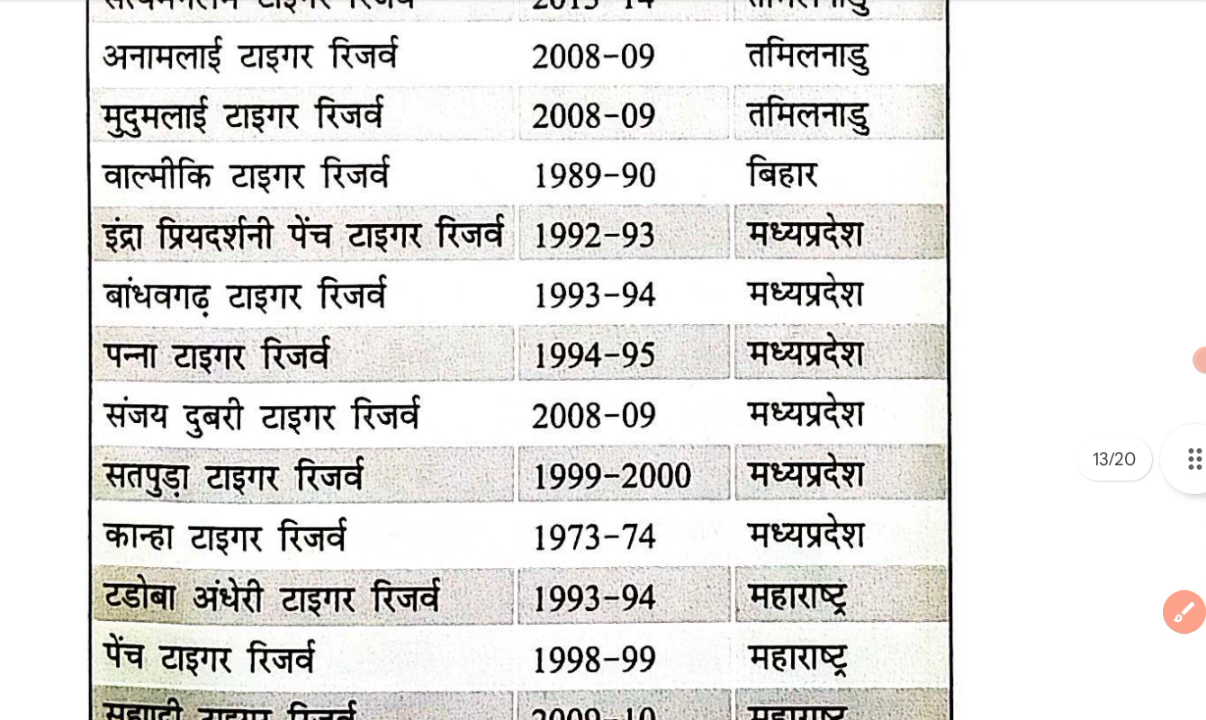 अनामलाई टाइगर रिजर्व 2008-09 तमिलनाडु
मुदुमलाई टाइगर रिजर्व 2008-09 तमिलनाडु
वाल्मीकि टाइगर रिजर्व 1989-90 बिहार
इंद्रा प्रियदर्शनी पेंच टाइगर रिजर्व 1992-93 मध्यप्रदेश
बांधवगढ़ टाइगर रिजर्व 1993-94 मध्यप्रदेश
पन्ना टाइगर रिजर्व 1994-95 मध्यप्रदेश
संजय दुबरी टाइगर रिजर्व 2008-09 मध्यप्रदेश
13/20
सतपुड़ा टाइगर रिजर्व 1999-2000 मध्यप्रदेश
कान्हा टाइगर रिजर्व 1973-74 मध्यप्रदेश
टडोबा अंधेरी टाइगर रिजर्व 1993-94 महाराष्ट्र
पेंच टाइगर रिजर्व 1998-99 महाराष्ट्र